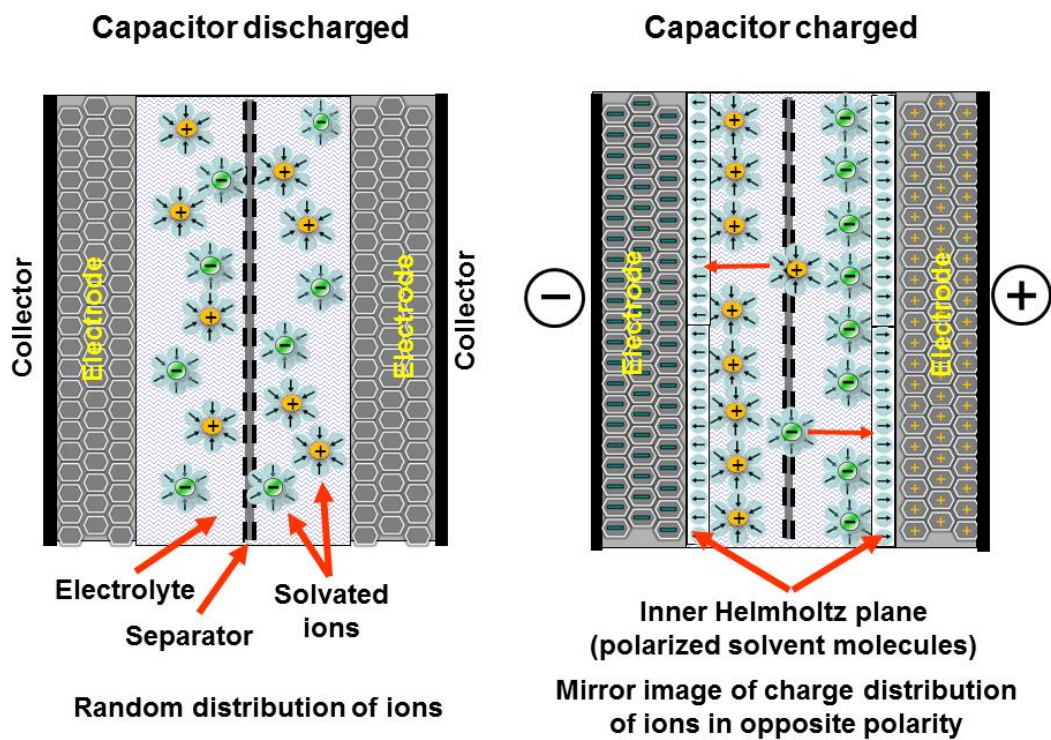 Capacitor discharged
Capacitor charged
Collector
Electrode
Electrode
Collector
Electrode
Electrode
Electrolyte
Separator
Solvated
ions
Inner Helmholtz plane
(polarized solvent molecules)
Random distribution of ions
Mirror image of charge distribution
of ions in opposite polarity